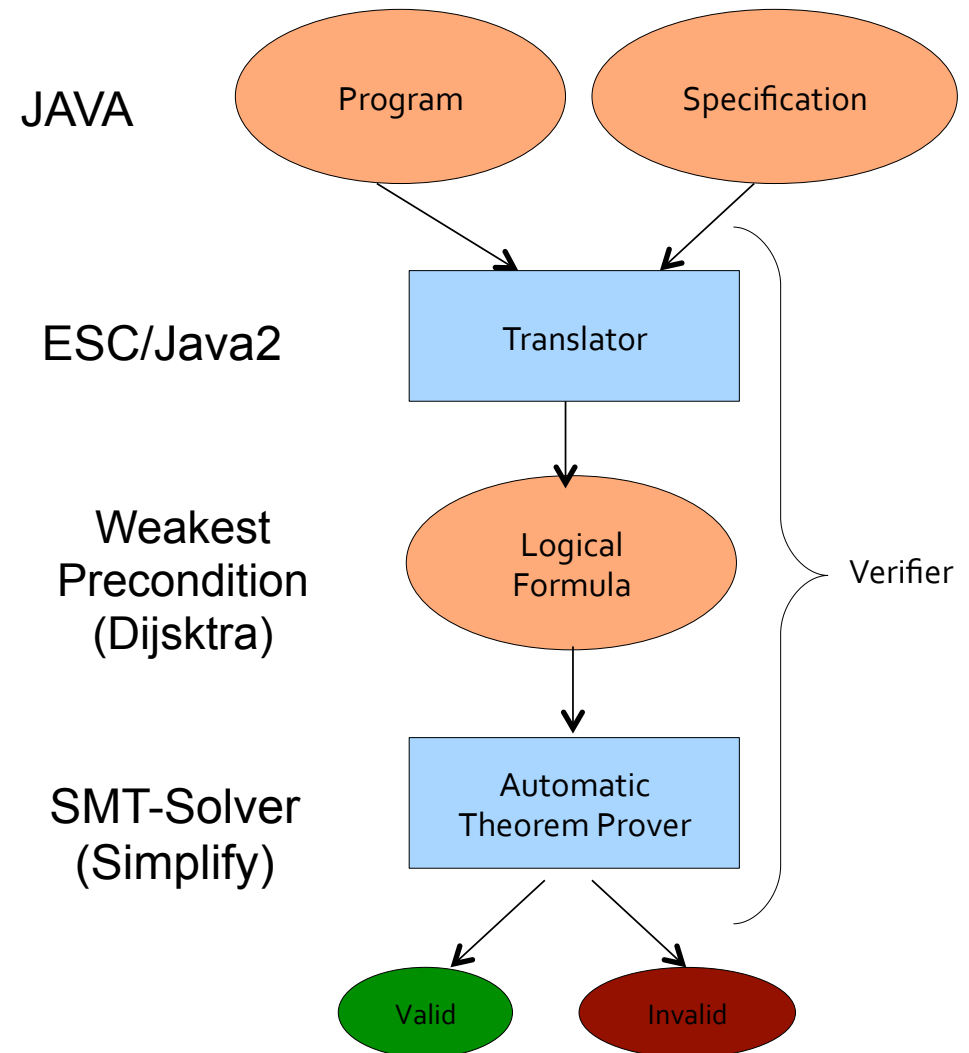 JAVA
Program
Specification
ESC/Java2
Translator
Weakest
Precondition
(Dijsktra)
Logical
Formula
Verifier
SMT-Solver
(Simplify)
Automatic
Theorem Prover
Valid
Invalid